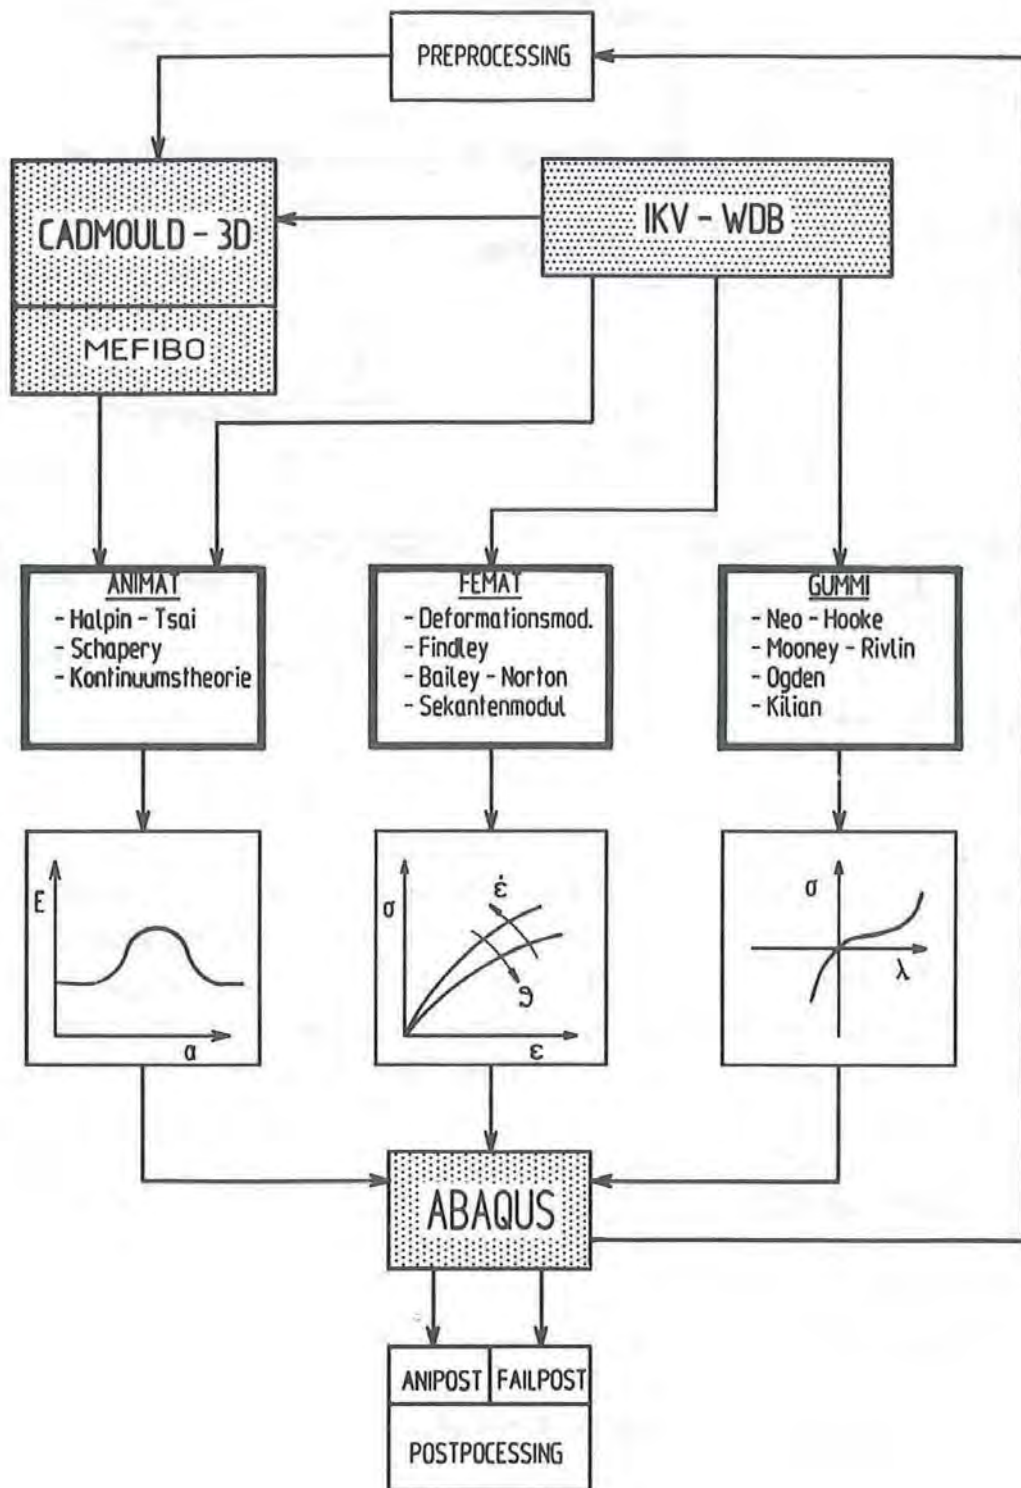 PREPROCESSING
CADMOULD - 3D
IKV - WDB
MEFIBO
ANIMAT
- Halpin - Tsai
- Schapery
- Kontinuumstheorie
FEMAT
- Deformationsmod.
- Findley
- Bailey - Norton
- Sekantenmodul
GUMMI
- Neo - Hooke
- Mooney - Rivlin
- Ogden
- Kilian
E
α
σ
ε̇
ϑ
ε
σ
λ
ABAQUS
ANIPOST
FAILPOST
POSTPOCESSING